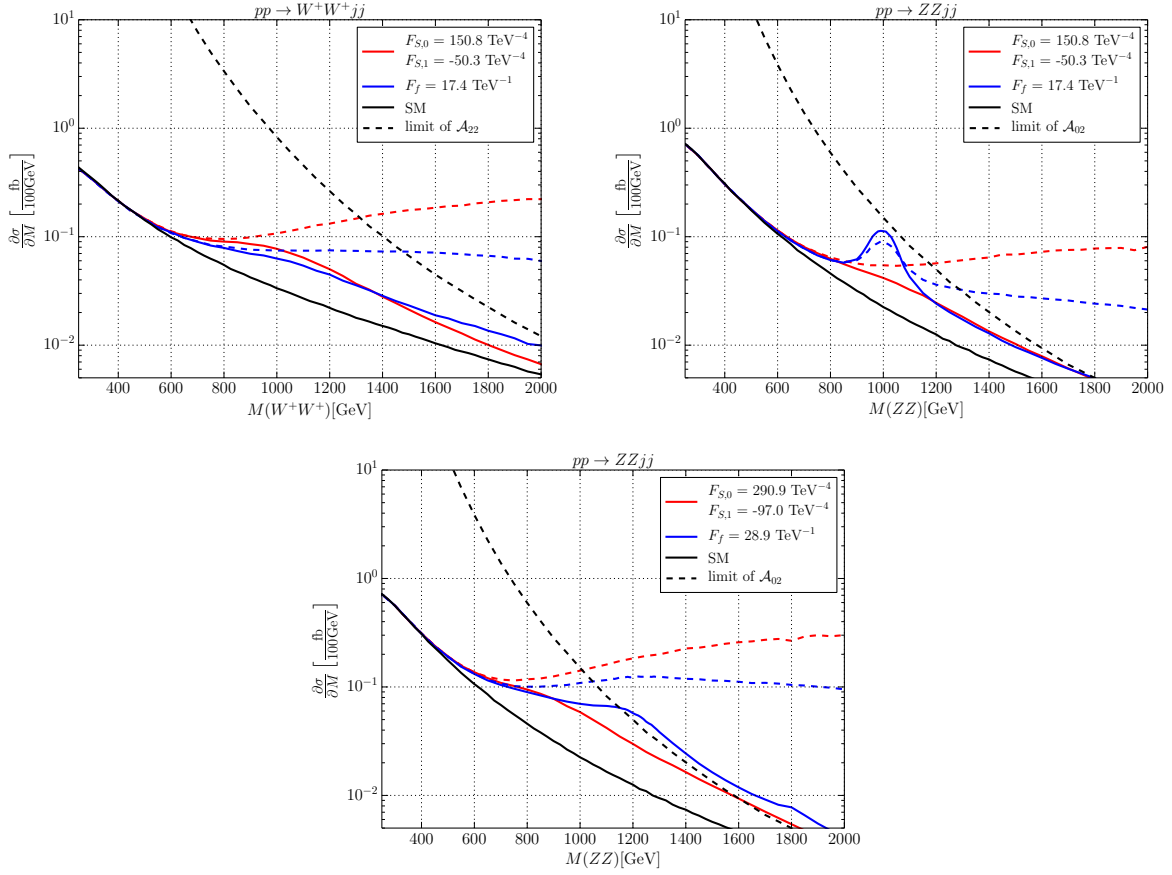 pp → W⁺W⁺jj
10¹
10⁰
10⁻¹
10⁻²
∂σ/∂M [fb/100GeV]
F_{S,0} = 150.8 TeV⁻⁴
F_{S,1} = -50.3 TeV⁻⁴
F_f = 17.4 TeV⁻¹
SM
limit of 𝒜₂₂
400 600 800 1000 1200 1400 1600 1800 2000
M(W⁺W⁺)[GeV]
pp → ZZjj
10¹
10⁰
10⁻¹
10⁻²
∂σ/∂M [fb/100GeV]
F_{S,0} = 150.8 TeV⁻⁴
F_{S,1} = -50.3 TeV⁻⁴
F_f = 17.4 TeV⁻¹
SM
limit of 𝒜₀₂
400 600 800 1000 1200 1400 1600 1800 2000
M(ZZ)[GeV]
pp → ZZjj
10¹
10⁰
10⁻¹
10⁻²
∂σ/∂M [fb/100GeV]
F_{S,0} = 290.9 TeV⁻⁴
F_{S,1} = -97.0 TeV⁻⁴
F_f = 28.9 TeV⁻¹
SM
limit of 𝒜₀₂
400 600 800 1000 1200 1400 1600 1800 2000
M(ZZ)[GeV]